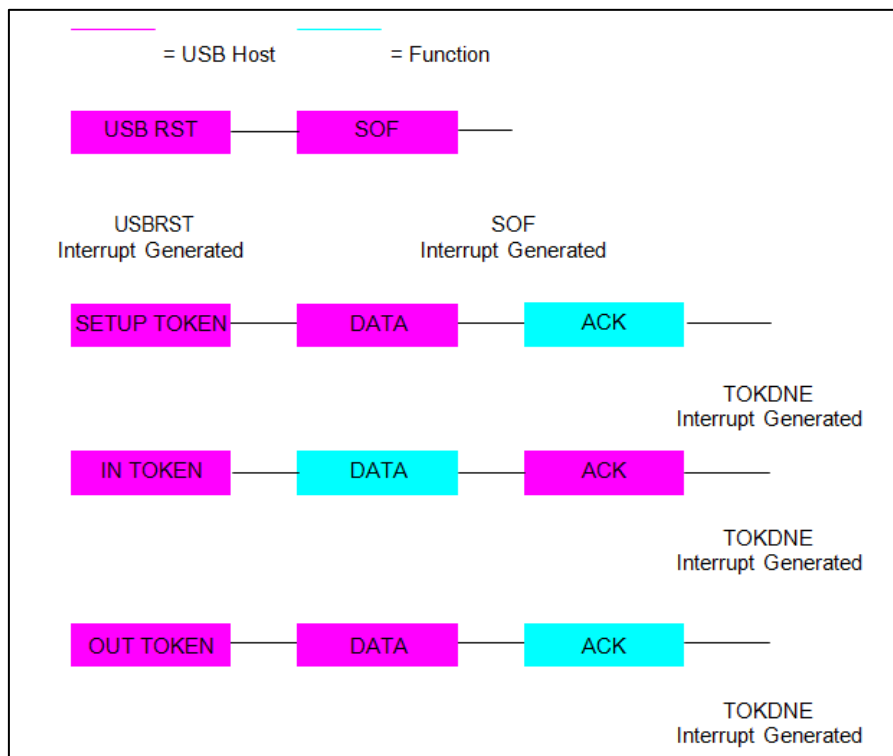 = USB Host
= Function
USB RST
SOF
USBRST
Interrupt Generated
SOF
Interrupt Generated
SETUP TOKEN
DATA
ACK
TOKDNE
Interrupt Generated
IN TOKEN
DATA
ACK
TOKDNE
Interrupt Generated
OUT TOKEN
DATA
ACK
TOKDNE
Interrupt Generated